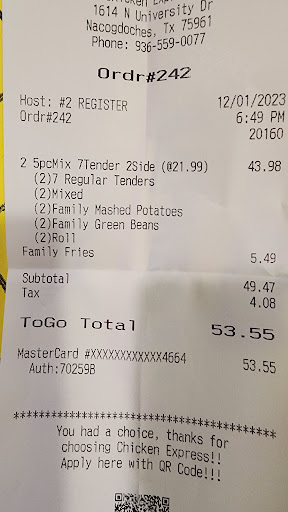 1614 N University Dr
Nacogdoches, Tx 75961
Phone: 936-559-0077
Ordr#242
Host: #2 REGISTER 12/01/2023
Ordr#242 6:49 PM
20160
2 5pcMix 7Tender 2Side (@21.99) 43.98
(2)7 Regular Tenders
(2)Mixed
(2)Family Mashed Potatoes
(2)Family Green Beans
(2)Roll
Family Fries 5.49
Subtotal 49.47
Tax 4.08
ToGo Total 53.55
MasterCard #XXXXXXXXXXXX4664 53.55
Auth:702598
****************************************
You had a choice, thanks for
choosing Chicken Express!!
Apply here with QR Code!!!